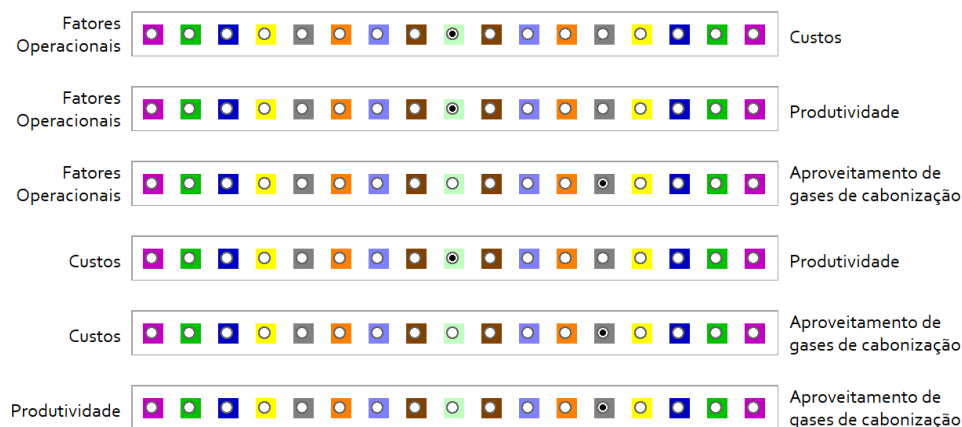 Fatores
Operacionais
Custos
Fatores
Operacionais
Produtividade
Fatores
Operacionais
Aproveitamento de
gases de cabonização
Custos
Produtividade
Custos
Aproveitamento de
gases de cabonização
Produtividade
Aproveitamento de
gases de cabonização